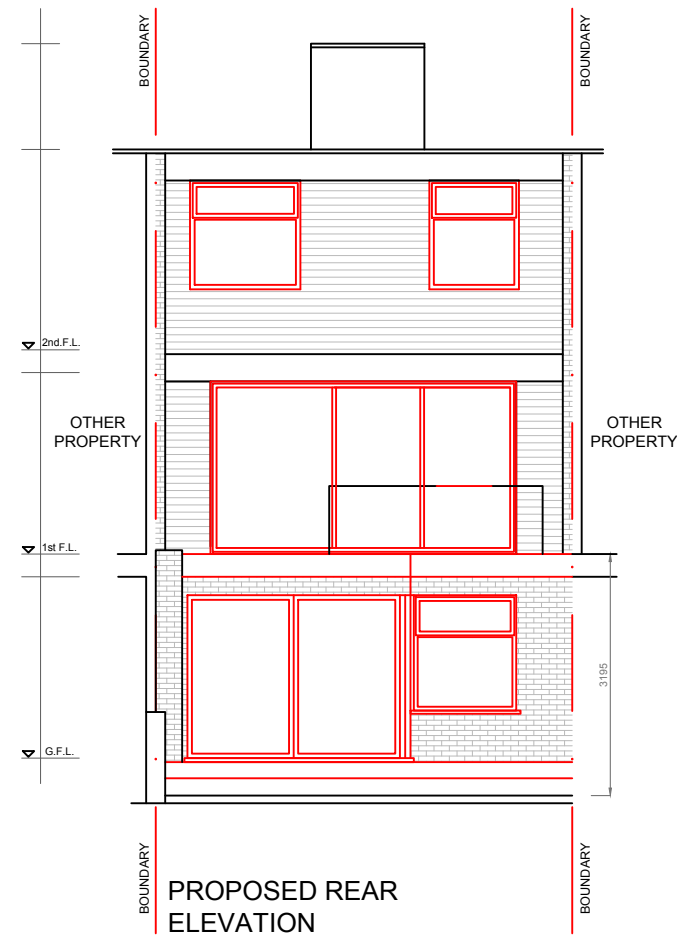 BOUNDARY
BOUNDARY
2nd.F.L.
OTHER
PROPERTY
OTHER
PROPERTY
1st F.L.
3195
G.F.L.
BOUNDARY
BOUNDARY
PROPOSED REAR
ELEVATION